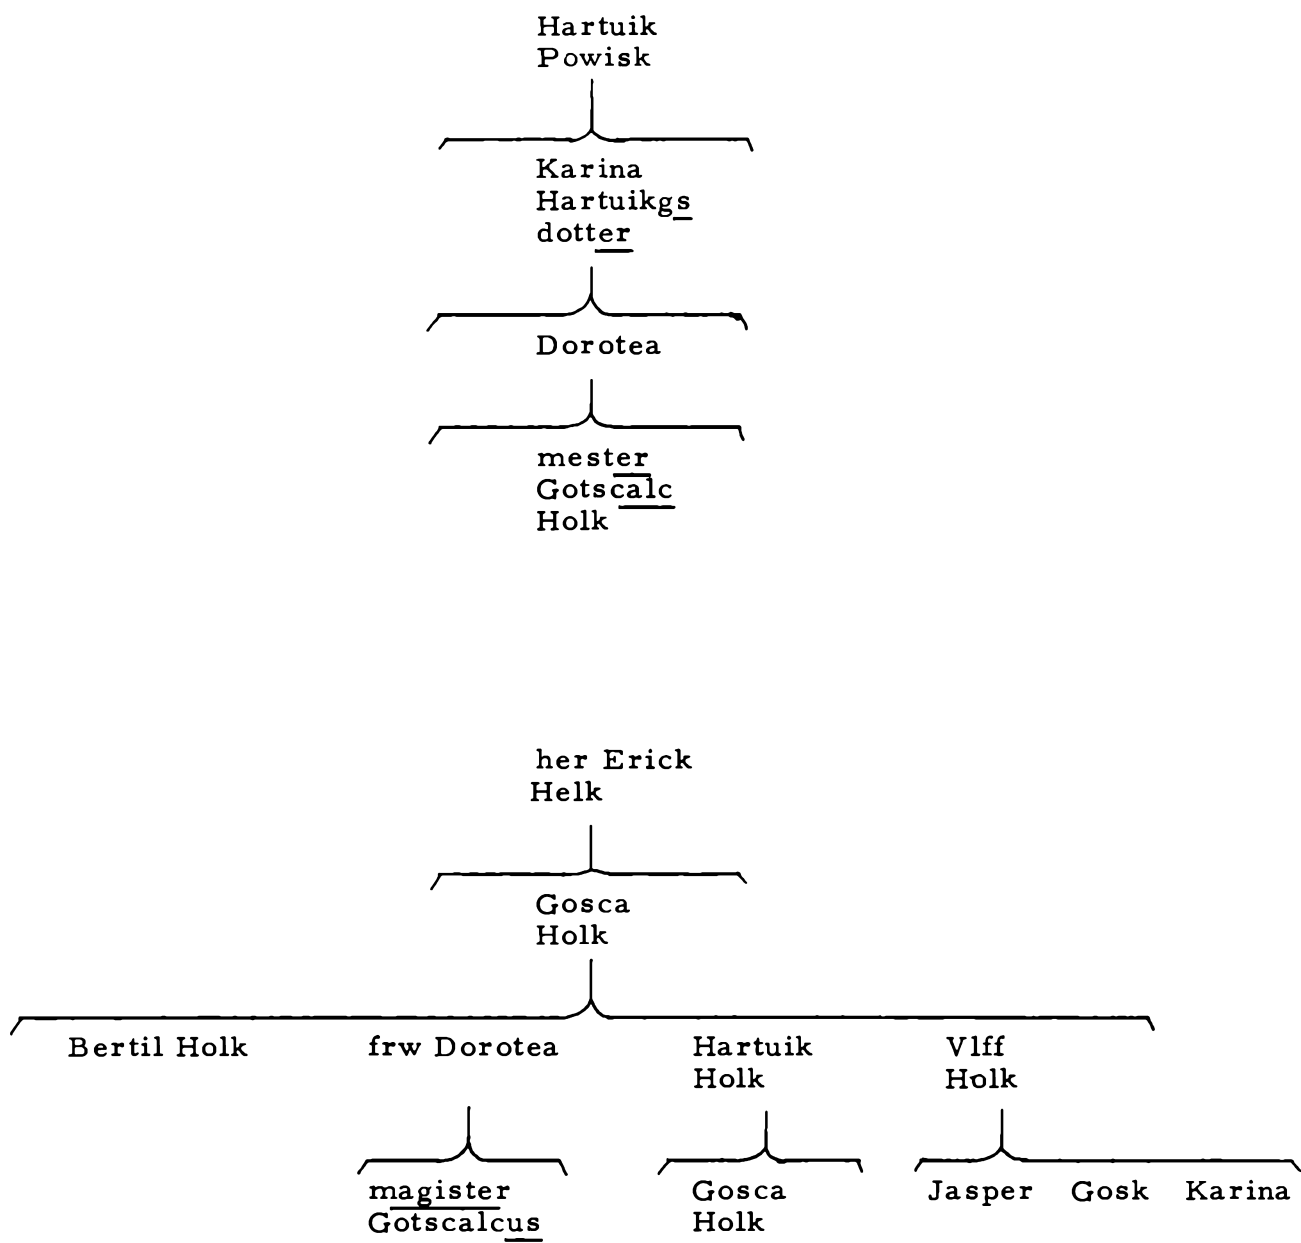 Hartuik
Powisk
Karina
Hartuikgs
dotter
Dorotea
mester
Gotscalc
Holk
her Erick
Helk
Gosca
Holk
Bertil Holk frw Dorotea Hartuik Vlff
Holk Holk
magister Gosca Jasper Gosk Karina
Gotscalcus Holk